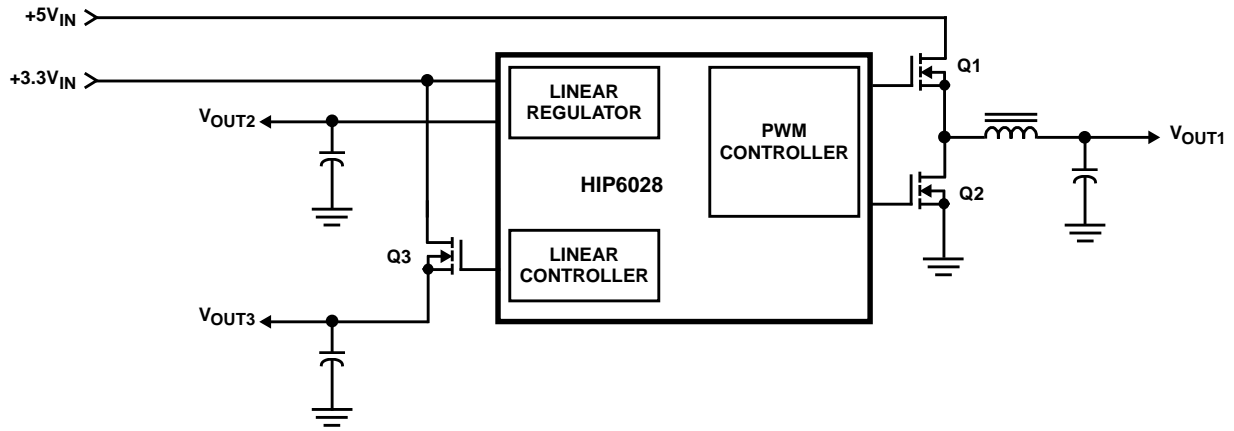 +5VIN
+3.3VIN
VOUT2
LINEAR
REGULATOR
PWM
CONTROLLER
HIP6028
Q1
VOUT1
Q2
Q3
LINEAR
CONTROLLER
VOUT3